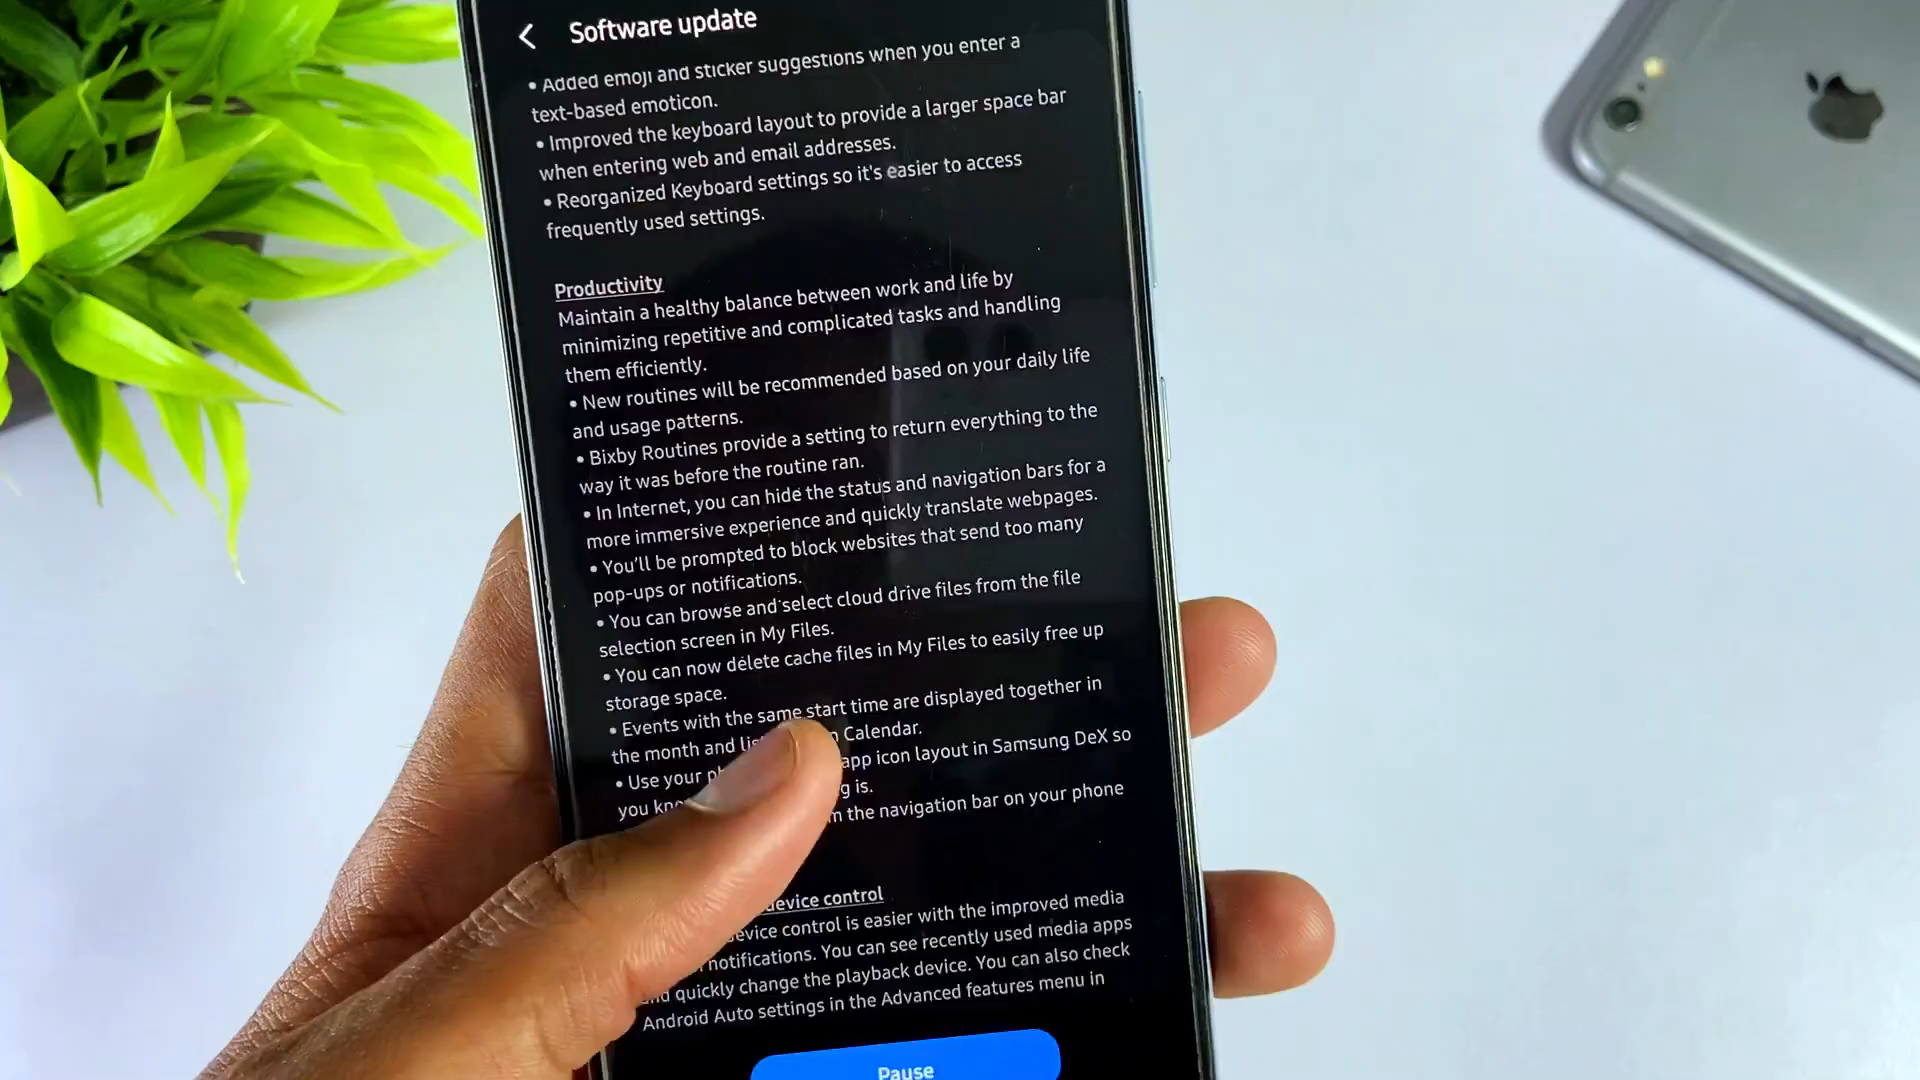 Software update
• Added emoji and sticker suggestions when you enter a
text-based emoticon.
• Improved the keyboard layout to provide a larger space bar
when entering web and email addresses.
• Reorganized Keyboard settings so it's easier to access
frequently used settings.
Productivity
Maintain a healthy balance between work and life by
minimizing repetitive and complicated tasks and handling
them efficiently.
• New routines will be recommended based on your daily life
and usage patterns.
• Bixby Routines provide a setting to return everything to the
way it was before the routine ran.
• In Internet, you can hide the status and navigation bars for a
more immersive experience and quickly translate webpages.
• You'll be prompted to block websites that send too many
pop-ups or notifications.
• You can browse and select cloud drive files from the file
selection screen in My Files.
• You can now delete cache files in My Files to easily free up
storage space.
• Events with the same start time are displayed together in
the month and Calendar.
• Use your app icon layout in Samsung DeX so
you is.
the navigation bar on your phone
device control
device control is easier with the improved media
notifications. You can see recently used media apps
and quickly change the playback device. You can also check
Android Auto settings in the Advanced features menu in
Pause